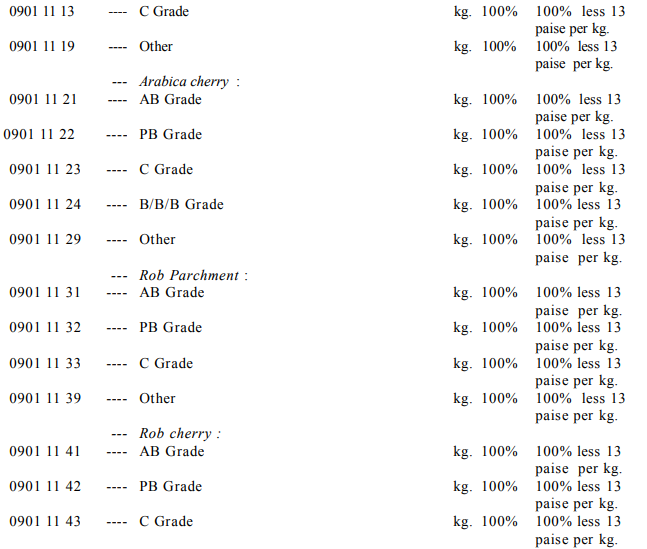 0901 11 13 ---- C Grade kg. 100% 100% less 13
paise per kg.
0901 11 19 ---- Other kg. 100% 100% less 13
paise per kg.
--- Arabica cherry :
0901 11 21 ---- AB Grade kg. 100% 100% less 13
paise per kg.
0901 11 22 ---- PB Grade kg. 100% 100% less 13
paise per kg.
0901 11 23 ---- C Grade kg. 100% 100% less 13
paise per kg.
0901 11 24 ---- B/B/B Grade kg. 100% 100% less 13
paise per kg.
0901 11 29 ---- Other kg. 100% 100% less 13
paise per kg.
--- Rob Parchment :
0901 11 31 ---- AB Grade kg. 100% 100% less 13
paise per kg.
0901 11 32 ---- PB Grade kg. 100% 100% less 13
paise per kg.
0901 11 33 ---- C Grade kg. 100% 100% less 13
paise per kg.
0901 11 39 ---- Other kg. 100% 100% less 13
paise per kg.
--- Rob cherry :
0901 11 41 ---- AB Grade kg. 100% 100% less 13
paise per kg.
0901 11 42 ---- PB Grade kg. 100% 100% less 13
paise per kg.
0901 11 43 ---- C Grade kg. 100% 100% less 13
paise per kg.